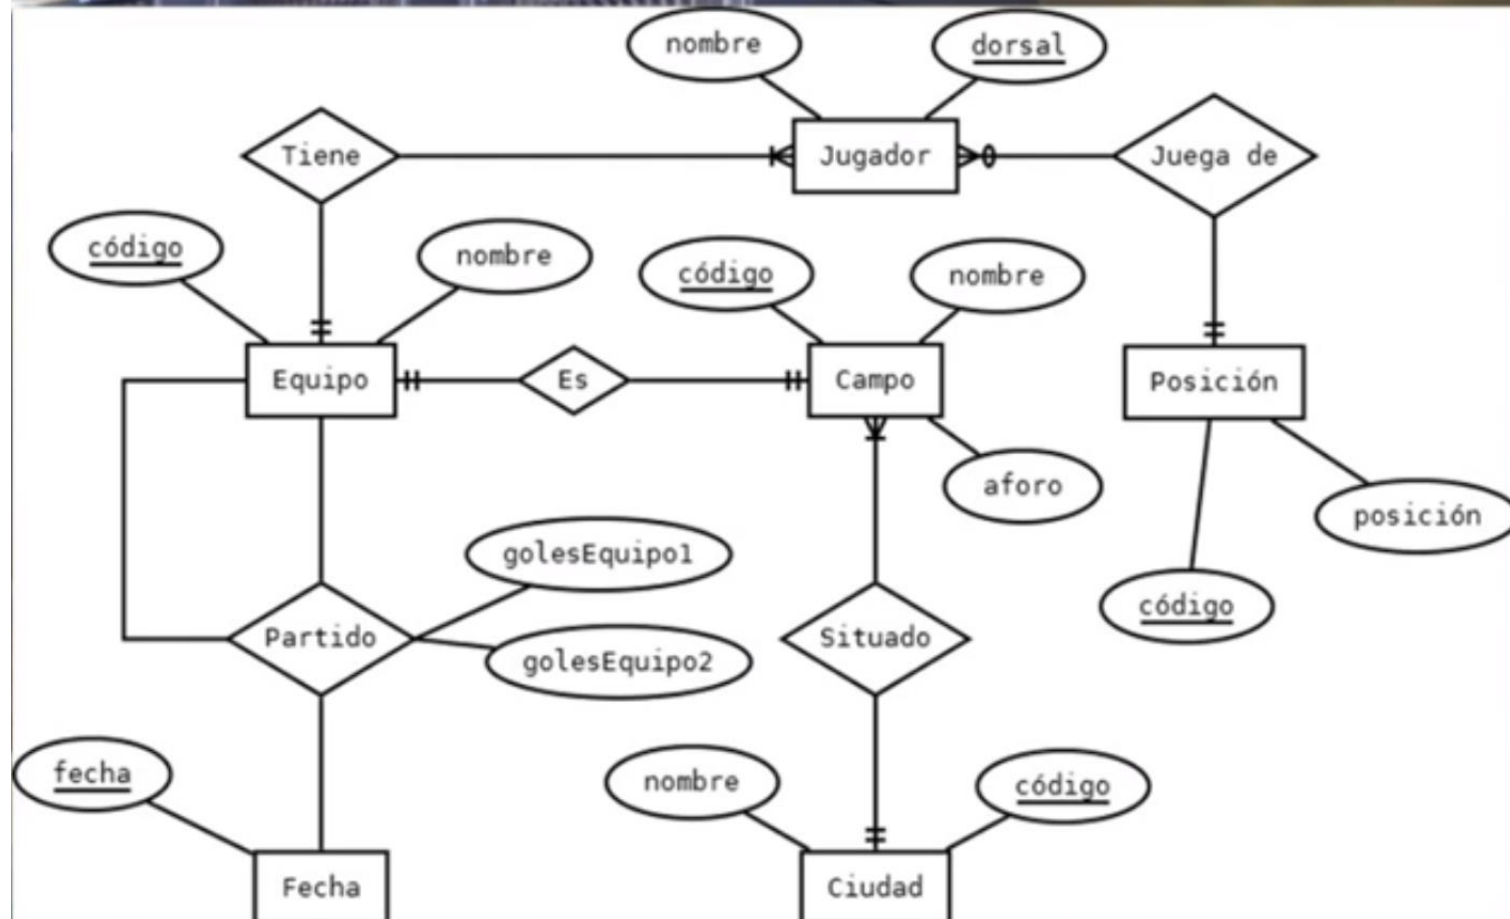 nombre
dorsal
Tiene
Jugador
Juega de
código
nombre
código
nombre
Equipo
Es
Campo
Posición
aforo
posición
golesEquipo1
código
Partido
golesEquipo2
Situado
fecha
nombre
código
Fecha
Ciudad